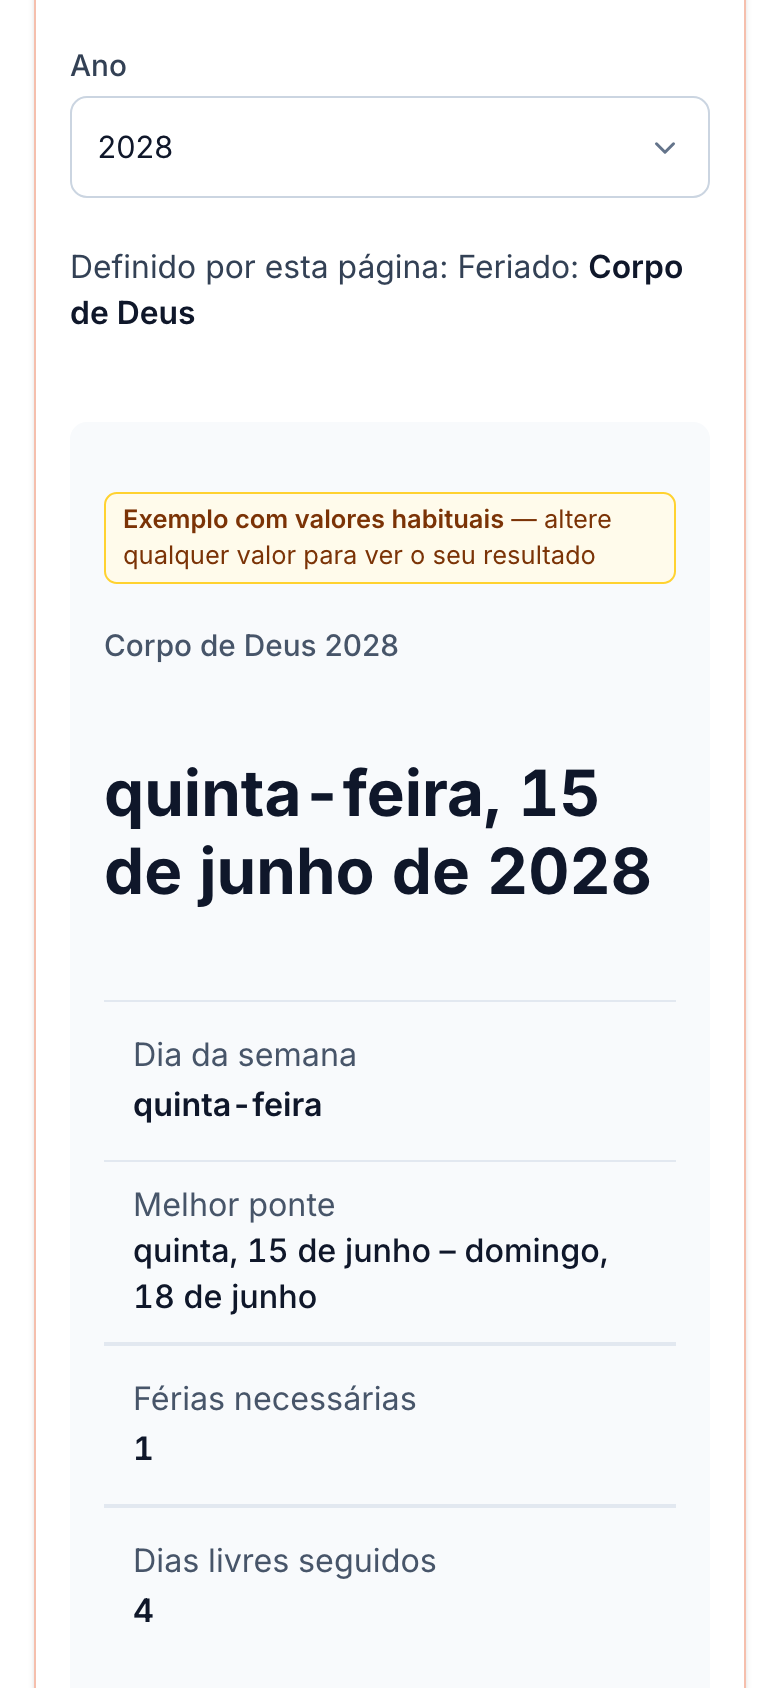 Ano
2028
Definido por esta página: Feriado: Corpo
de Deus
Exemplo com valores habituais — altere
qualquer valor para ver o seu resultado
Corpo de Deus 2028
quinta-feira, 15
de junho de 2028
Dia da semana
quinta-feira
Melhor ponte
quinta, 15 de junho – domingo,
18 de junho
Férias necessárias
1
Dias livres seguidos
4